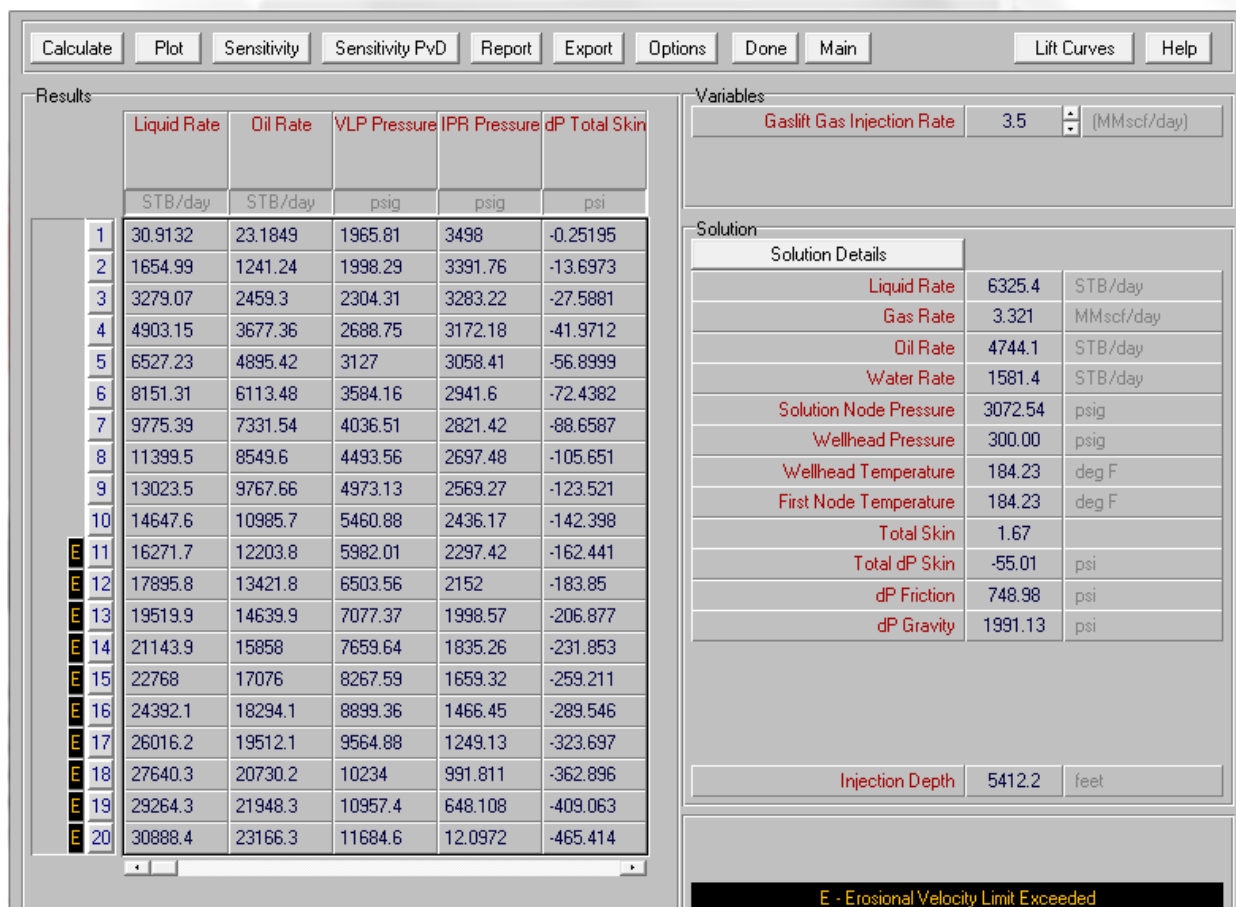 Calculate Plot Sensitivity Sensitivity PvD Report Export Options Done Main Lift Curves Help
Results
Liquid Rate Oil Rate VLP Pressure IPR Pressure dP Total Skin
STB/day STB/day psig psig psi
1 30.9132 23.1849 1965.81 3498 -0.25195
2 1654.99 1241.24 1998.29 3391.76 -13.6973
3 3279.07 2459.3 2304.31 3283.22 -27.5881
4 4903.15 3677.36 2688.75 3172.18 -41.9712
5 6527.23 4895.42 3127 3058.41 -56.8999
6 8151.31 6113.48 3584.16 2941.6 -72.4382
7 9775.39 7331.54 4036.51 2821.42 -88.6587
8 11399.5 8549.6 4493.56 2697.48 -105.651
9 13023.5 9767.66 4973.13 2569.27 -123.521
10 14647.6 10985.7 5460.88 2436.17 -142.398
E 11 16271.7 12203.8 5982.01 2297.42 -162.441
E 12 17895.8 13421.8 6503.56 2152 -183.85
E 13 19519.9 14639.9 7077.37 1998.57 -206.877
E 14 21143.9 15858 7659.64 1835.26 -231.853
E 15 22768 17076 8267.59 1659.32 -259.211
E 16 24392.1 18294.1 8899.36 1466.45 -289.546
E 17 26016.2 19512.1 9564.88 1249.13 -323.697
E 18 27640.3 20730.2 10234 991.811 -362.896
E 19 29264.3 21948.3 10957.4 648.108 -409.063
E 20 30888.4 23166.3 11684.6 12.0972 -465.414
Variables
Gaslift Gas Injection Rate 3.5 (MMscf/day)
Solution
Solution Details
Liquid Rate 6325.4 STB/day
Gas Rate 3.321 MMscf/day
Oil Rate 4744.1 STB/day
Water Rate 1581.4 STB/day
Solution Node Pressure 3072.54 psig
Wellhead Pressure 300.00 psig
Wellhead Temperature 184.23 deg F
First Node Temperature 184.23 deg F
Total Skin 1.67
Total dP Skin -55.01 psi
dP Friction 748.98 psi
dP Gravity 1991.13 psi
Injection Depth 5412.2 feet
E - Erosional Velocity Limit Exceeded